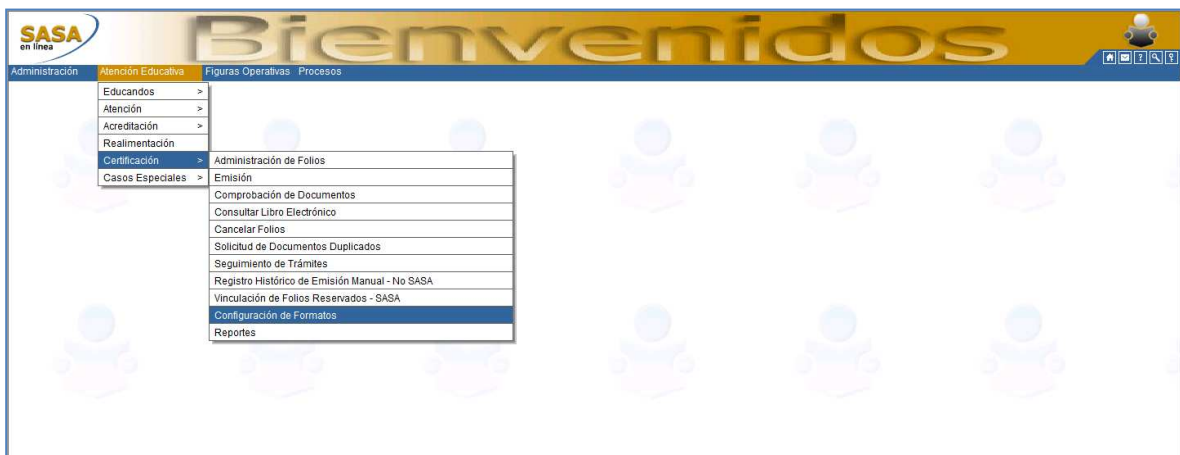 SASA
en línea
Bienvenidos
Administración Atención Educativa Figuras Operativas Procesos
Educandos >
Atención >
Acreditación >
Realimentación
Certificación >
Casos Especiales >
Administración de Folios
Emisión
Comprobación de Documentos
Consultar Libro Electrónico
Cancelar Folios
Solicitud de Documentos Duplicados
Seguimiento de Trámites
Registro Histórico de Emisión Manual - No SASA
Vinculación de Folios Reservados - SASA
Configuración de Formatos
Reportes